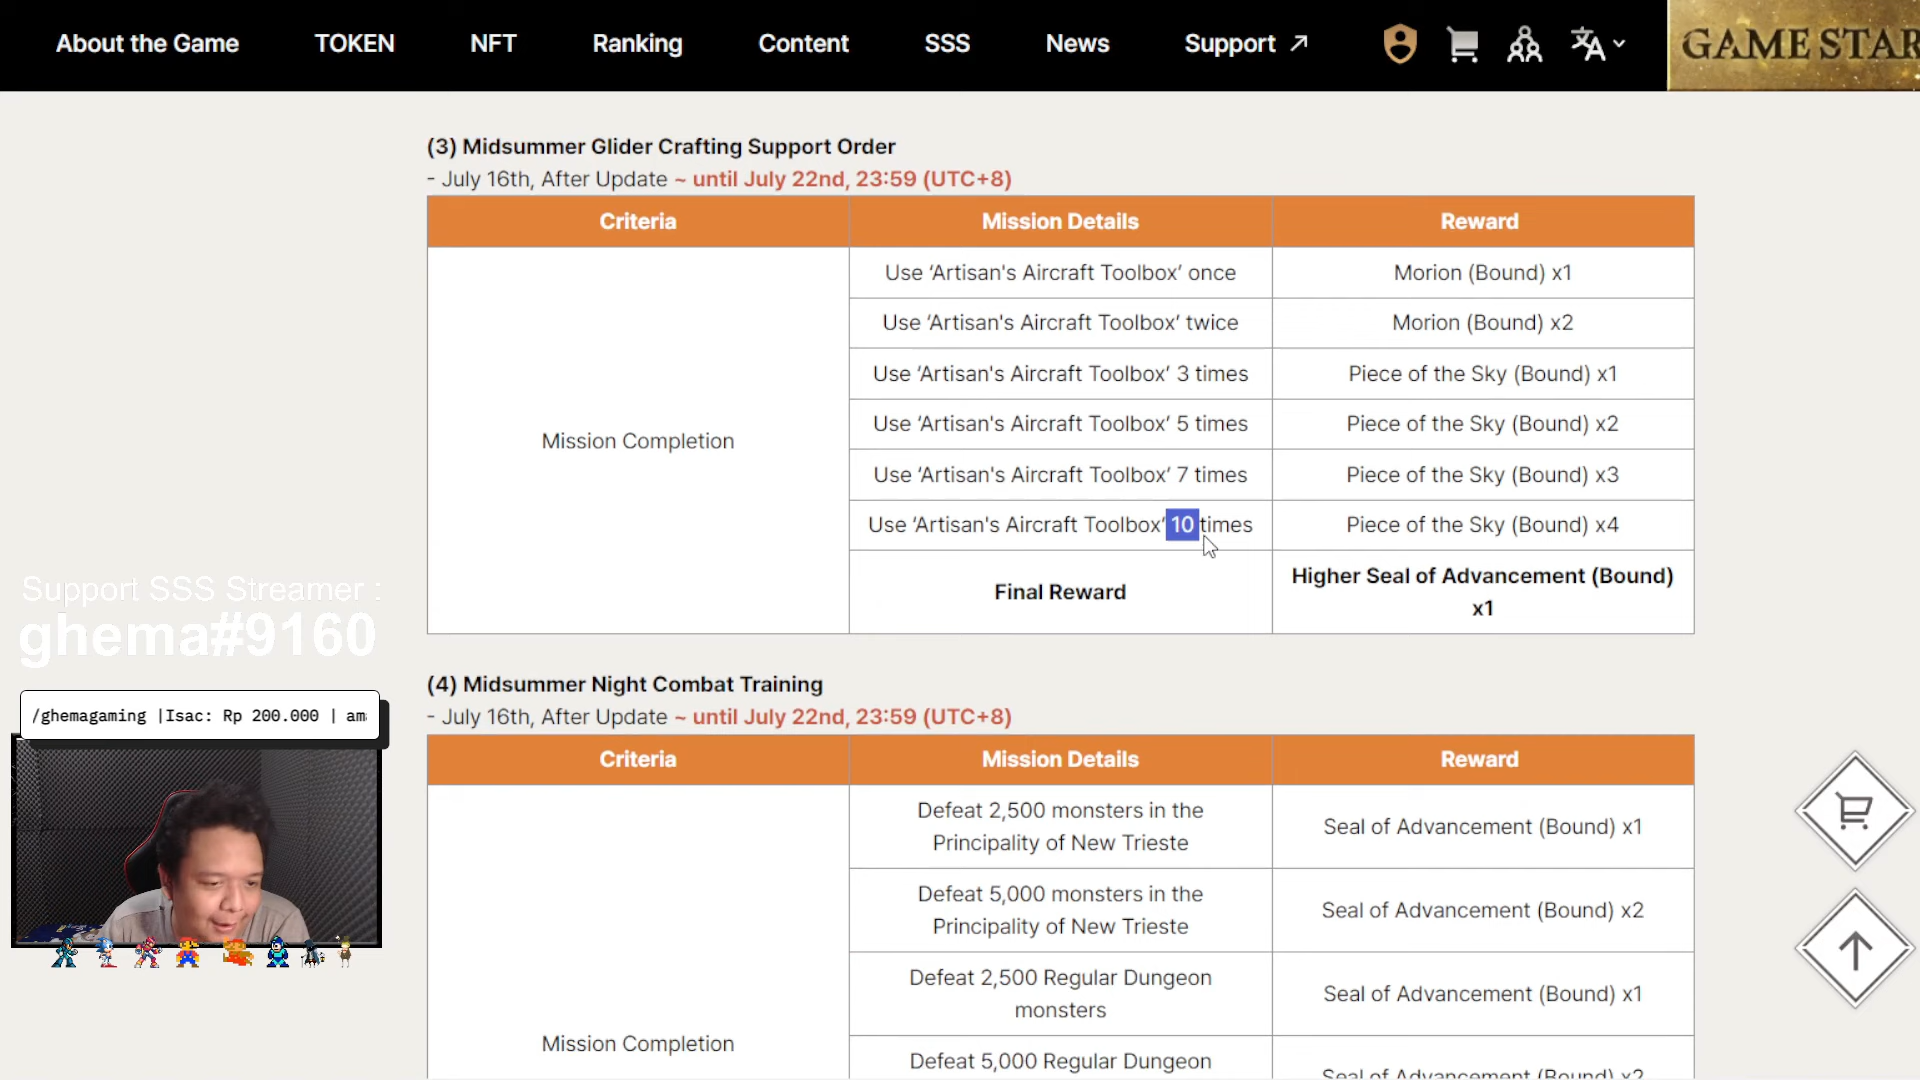 About the Game TOKEN NFT Ranking Content SSS News Support
GAME STAR
(3) Midsummer Glider Crafting Support Order
- July 16th, After Update ~ until July 22nd, 23:59 (UTC+8)
Criteria Mission Details Reward
Use ‘Artisan's Aircraft Toolbox’ once Morion (Bound) x1
Use ‘Artisan's Aircraft Toolbox’ twice Morion (Bound) x2
Use ‘Artisan's Aircraft Toolbox’ 3 times Piece of the Sky (Bound) x1
Use ‘Artisan's Aircraft Toolbox’ 5 times Piece of the Sky (Bound) x2
Mission Completion
Use ‘Artisan's Aircraft Toolbox’ 7 times Piece of the Sky (Bound) x3
Use ‘Artisan's Aircraft Toolbox’ 10 times Piece of the Sky (Bound) x4
Final Reward Higher Seal of Advancement (Bound)
x1
Support SSS Streamer :
ghema#9160
/ghemagaming |Isac: Rp 200.000 | am
(4) Midsummer Night Combat Training
- July 16th, After Update ~ until July 22nd, 23:59 (UTC+8)
Criteria Mission Details Reward
Defeat 2,500 monsters in the
Principality of New Trieste
Seal of Advancement (Bound) x1
Defeat 5,000 monsters in the
Principality of New Trieste
Seal of Advancement (Bound) x2
Defeat 2,500 Regular Dungeon
monsters
Seal of Advancement (Bound) x1
Mission Completion
Defeat 5,000 Regular Dungeon
Seal of Advancement (Bound) x2